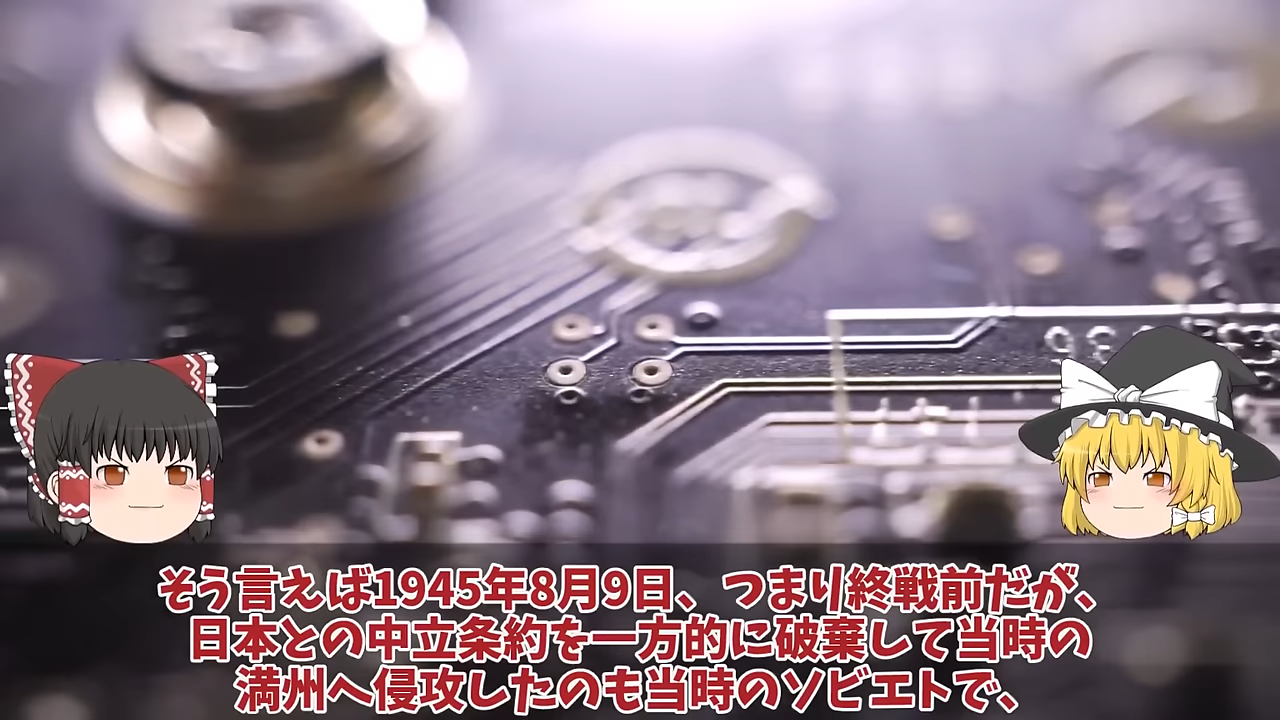 そう言えば1945年8月9日、つまり終戦前だが、
日本との中立条約を一方的に破棄して当時の
満州へ侵攻したのも当時のソビエトで、